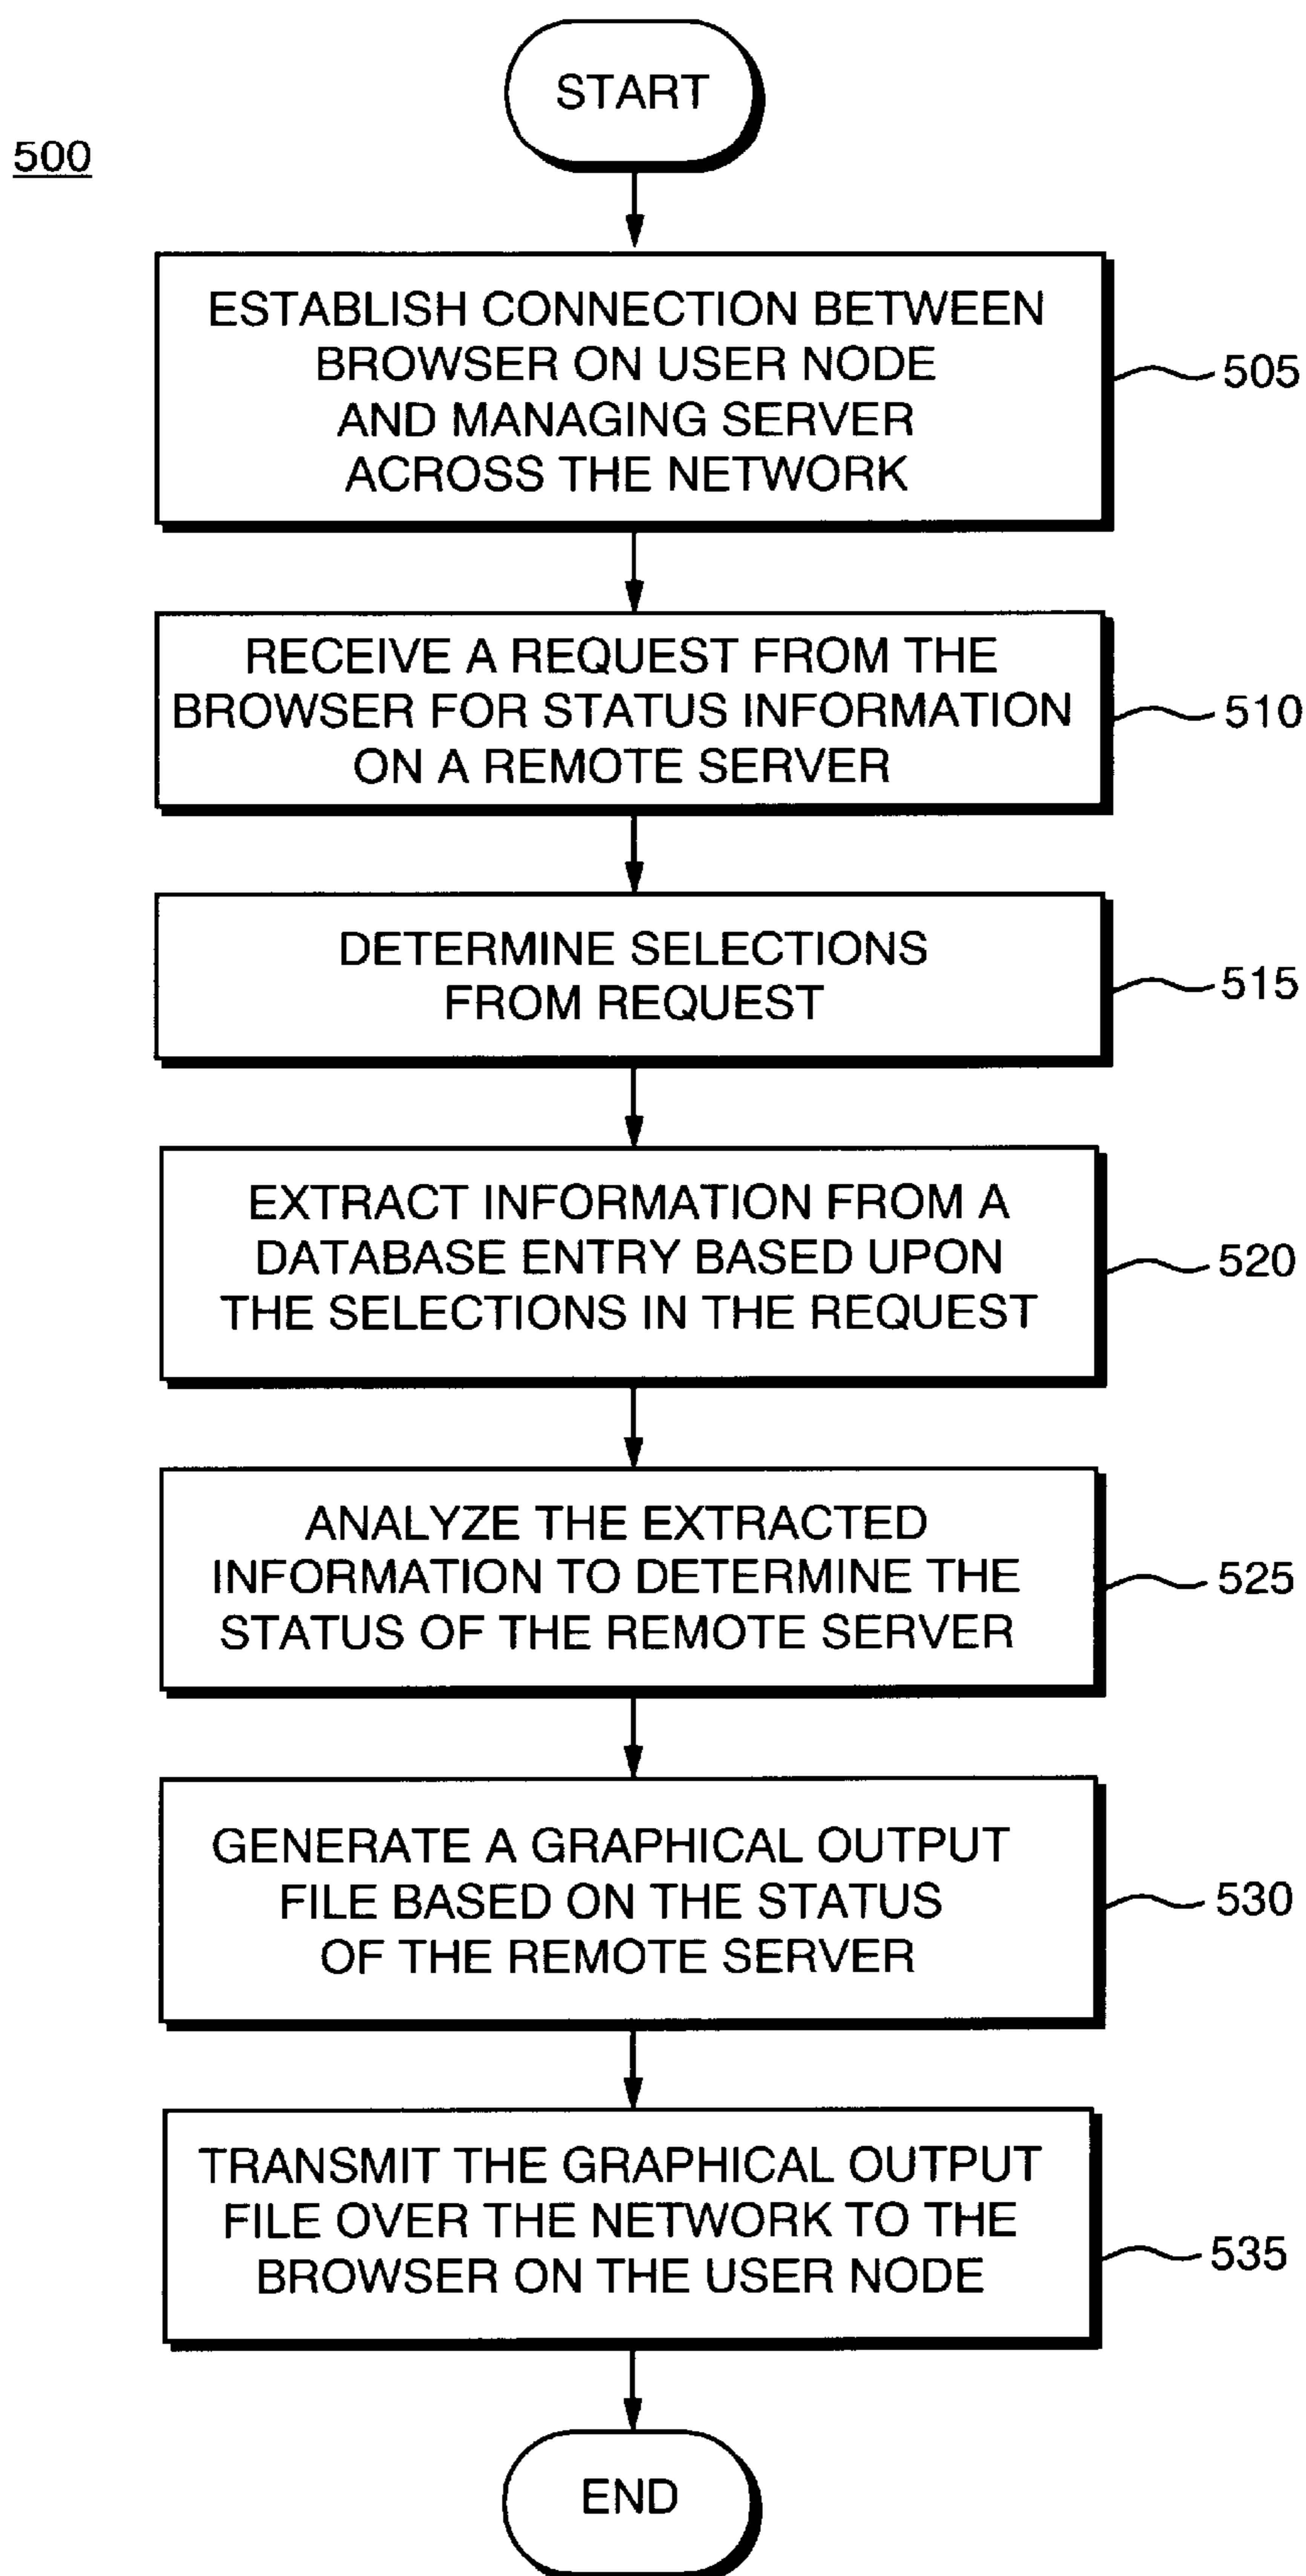 START
500
ESTABLISH CONNECTION BETWEEN
BROWSER ON USER NODE
AND MANAGING SERVER
ACROSS THE NETWORK
505
RECEIVE A REQUEST FROM THE
BROWSER FOR STATUS INFORMATION
ON A REMOTE SERVER
510
DETERMINE SELECTIONS
FROM REQUEST
515
EXTRACT INFORMATION FROM A
DATABASE ENTRY BASED UPON
THE SELECTIONS IN THE REQUEST
520
ANALYZE THE EXTRACTED
INFORMATION TO DETERMINE THE
STATUS OF THE REMOTE SERVER
525
GENERATE A GRAPHICAL OUTPUT
FILE BASED ON THE STATUS
OF THE REMOTE SERVER
530
TRANSMIT THE GRAPHICAL OUTPUT
FILE OVER THE NETWORK TO THE
BROWSER ON THE USER NODE
535
END